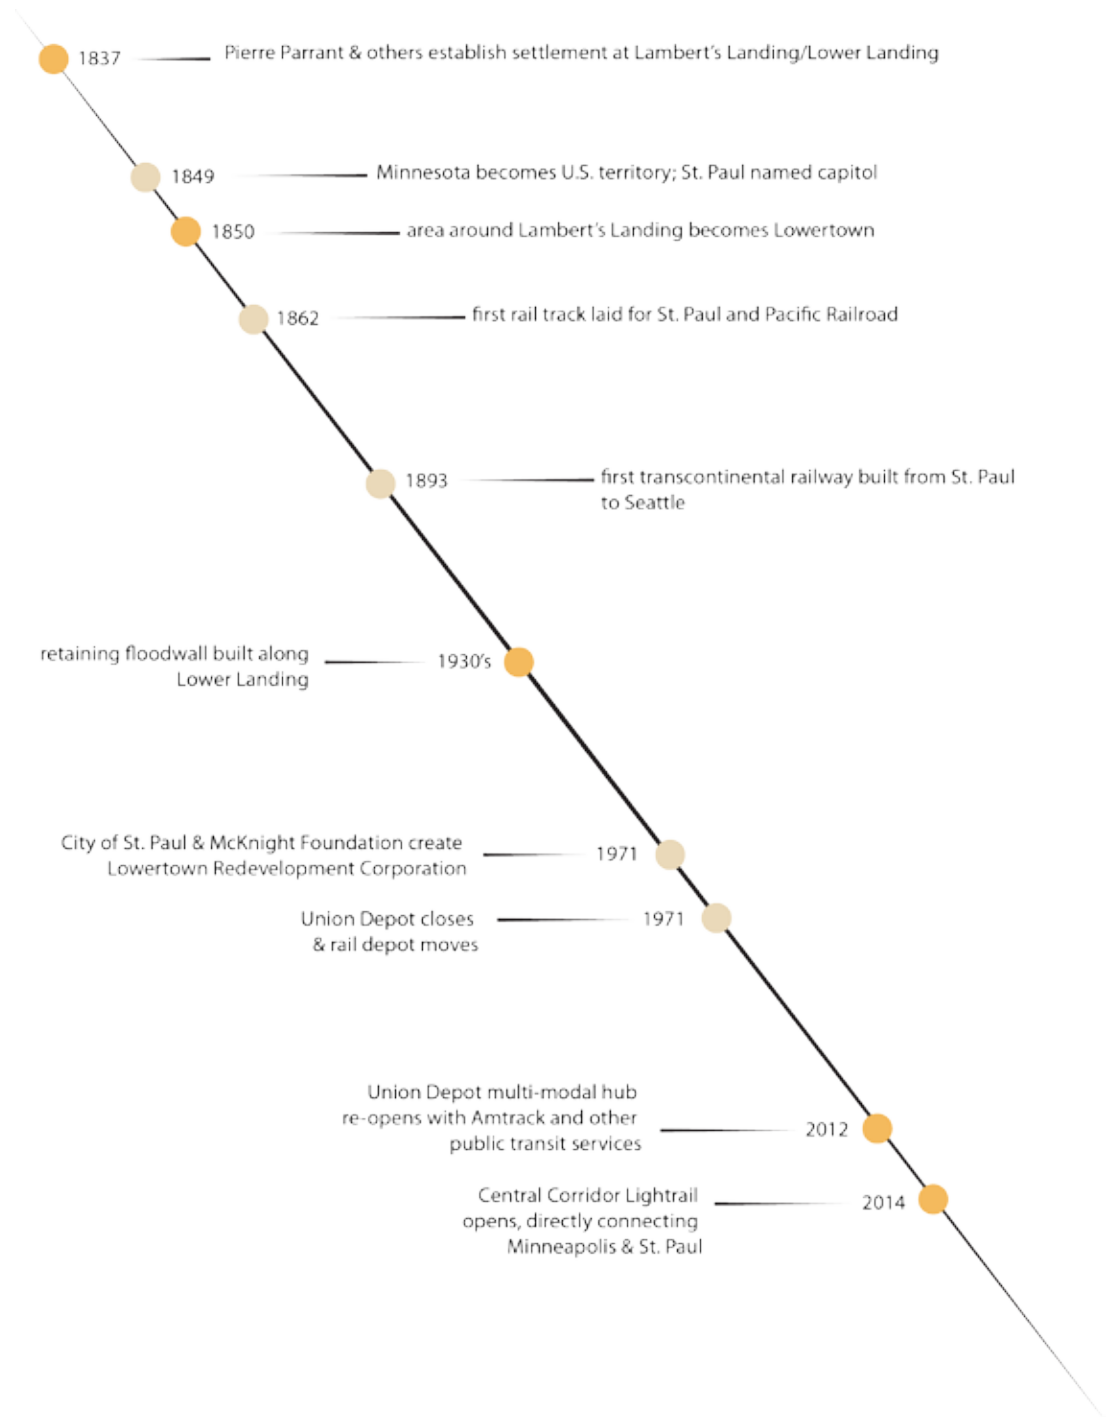 1837 Pierre Parrant & others establish settlement at Lambert's Landing/Lower Landing
1849 Minnesota becomes U.S. territory; St. Paul named capitol
1850 area around Lambert's Landing becomes Lowertown
1862 first rail track laid for St. Paul and Pacific Railroad
1893 first transcontinental railway built from St. Paul
to Seattle
retaining floodwall built along
Lower Landing
1930's
City of St. Paul & McKnight Foundation create
Lowertown Redevelopment Corporation
1971
Union Depot closes
& rail depot moves
1971
Union Depot multi-modal hub
re-opens with Amtrack and other
public transit services
2012
Central Corridor Lightrail
opens, directly connecting
Minneapolis & St. Paul
2014